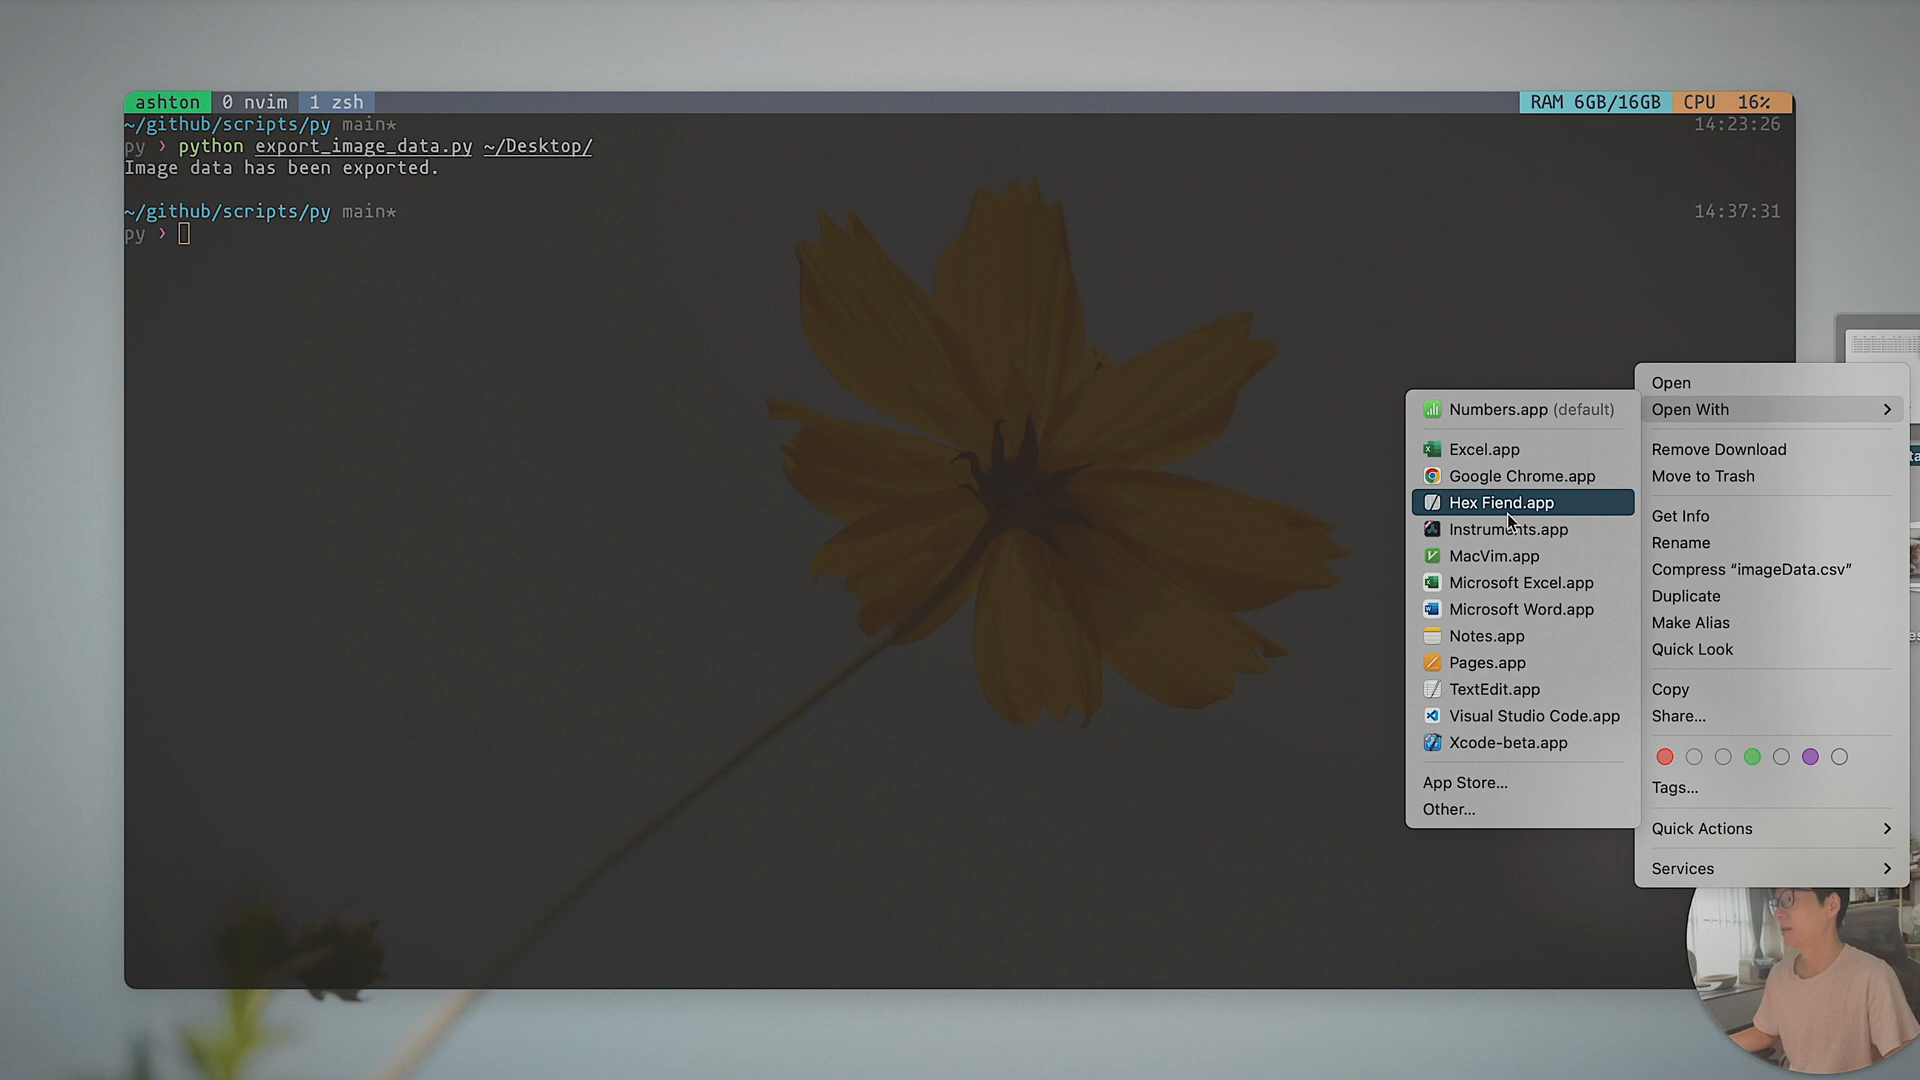 ashton 0 nvim 1 zsh RAM 6GB/16GB CPU 16%
~/github/scripts/py main* 14:23:26
py ❯ python export_image_data.py ~/Desktop/
Image data has been exported.
~/github/scripts/py main* 14:37:31
py ❯
Numbers.app (default)
Excel.app
Google Chrome.app
Hex Fiend.app
Instruments.app
MacVim.app
Microsoft Excel.app
Microsoft Word.app
Notes.app
Pages.app
TextEdit.app
Visual Studio Code.app
Xcode-beta.app
App Store...
Other...
Open
Open With
Remove Download
Move to Trash
Get Info
Rename
Compress “imageData.csv”
Duplicate
Make Alias
Quick Look
Copy
Share...
Tags...
Quick Actions
Services